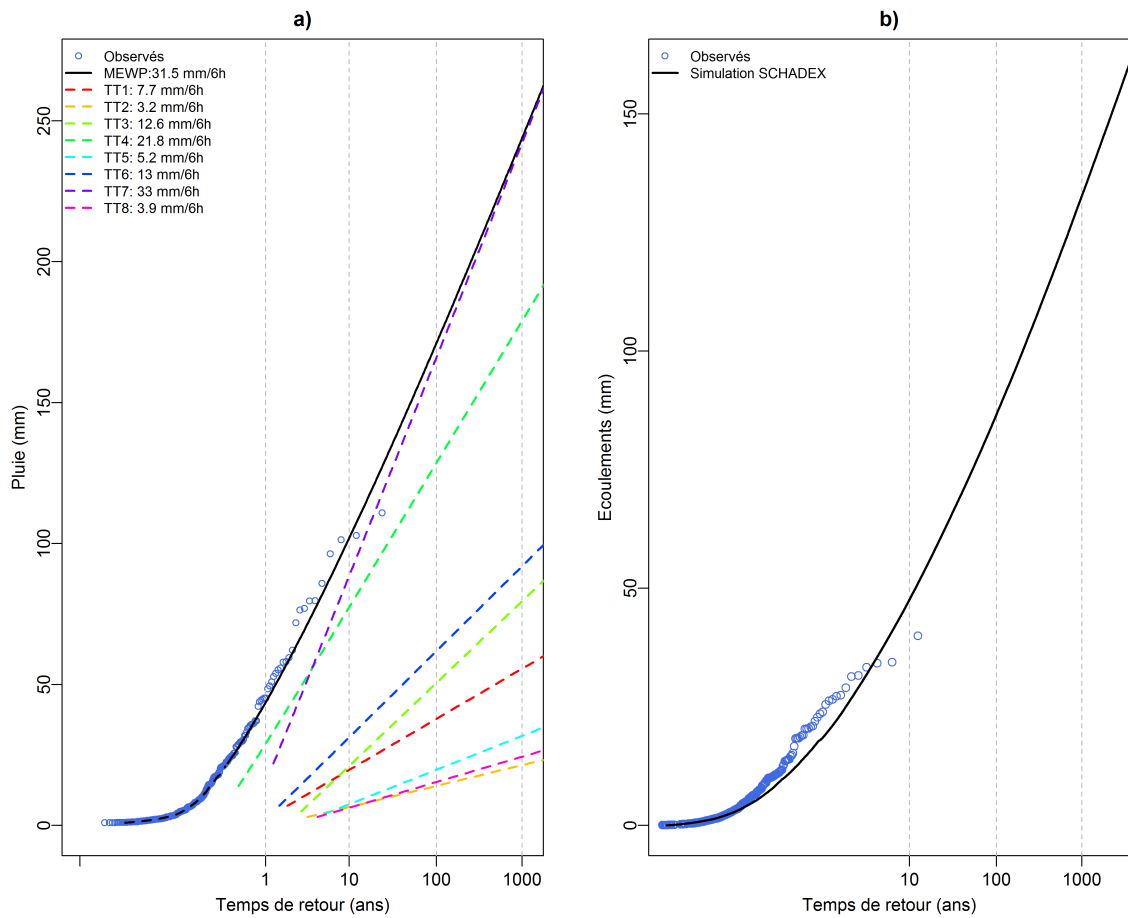 a)
Observés
MEWP:31.5 mm/6h
TT1: 7.7 mm/6h
TT2: 3.2 mm/6h
TT3: 12.6 mm/6h
TT4: 21.8 mm/6h
TT5: 5.2 mm/6h
TT6: 13 mm/6h
TT7: 33 mm/6h
TT8: 3.9 mm/6h
Pluie (mm)
250
200
150
100
50
0
1 10 100 1000
Temps de retour (ans)
b)
Observés
Simulation SCHADEX
Ecoulements (mm)
150
100
50
0
10 100 1000
Temps de retour (ans)